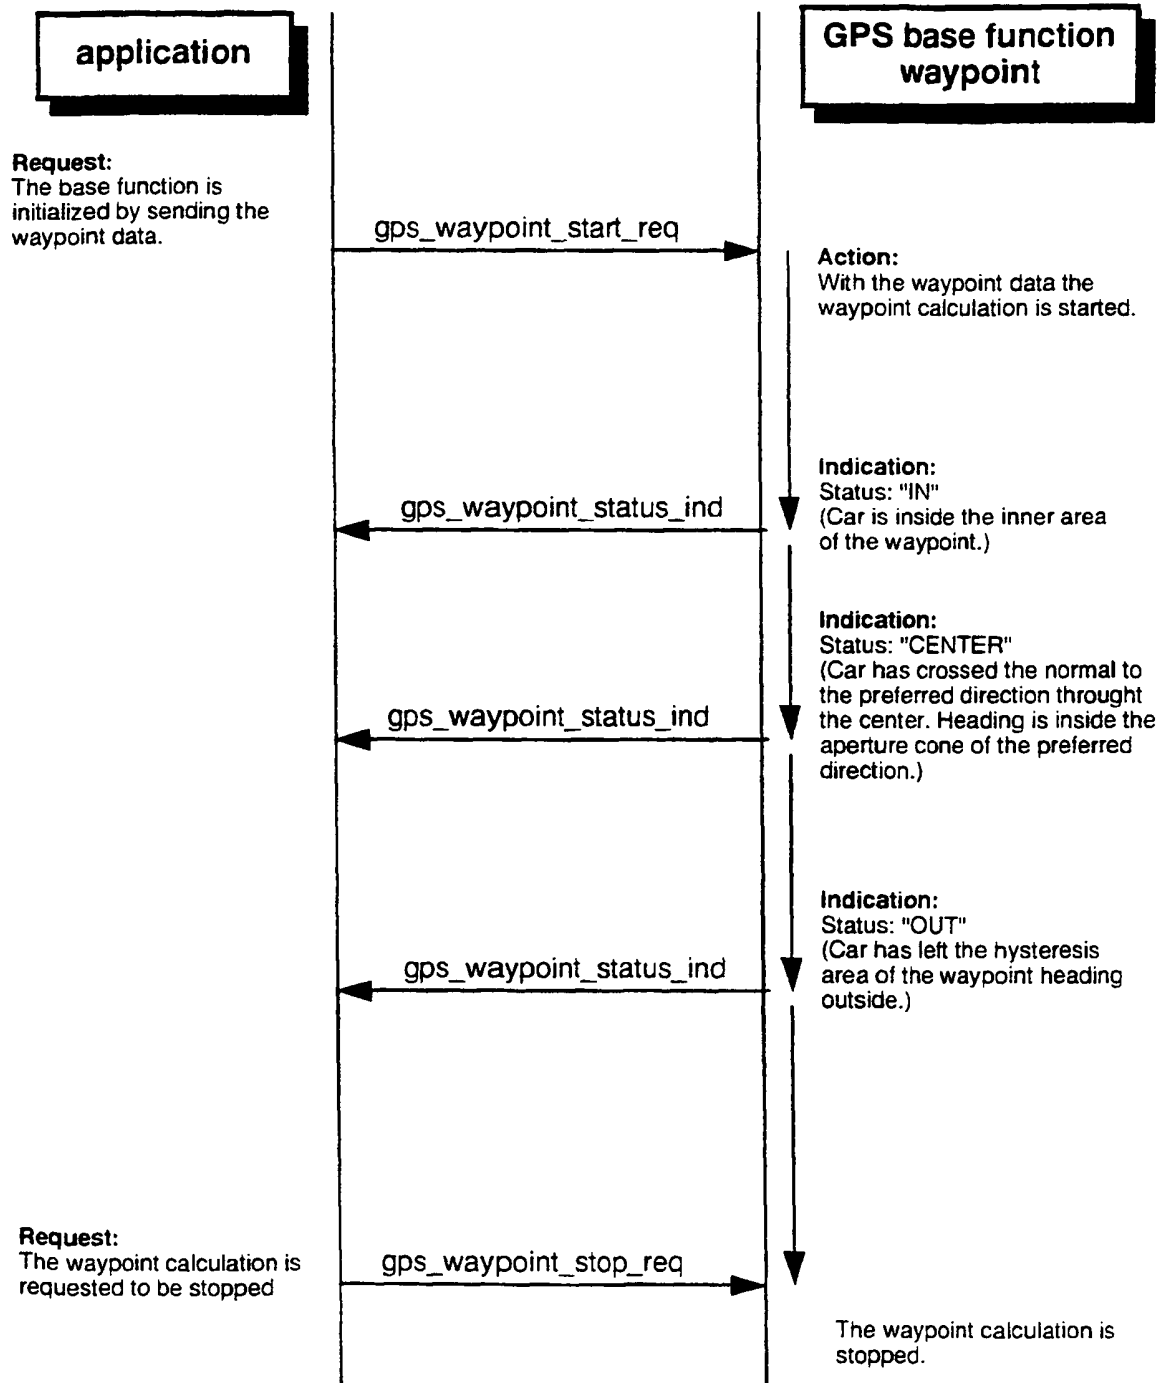 application
GPS base function
waypoint
Request:
The base function is
initialized by sending the
waypoint data.
gps_waypoint_start_req
Action:
With the waypoint data the
waypoint calculation is started.
Indication:
Status: "IN"
(Car is inside the inner area
of the waypoint.)
gps_waypoint_status_ind
Indication:
Status: "CENTER"
(Car has crossed the normal to
the preferred direction throught
the center. Heading is inside the
aperture cone of the preferred
direction.)
gps_waypoint_status_ind
Indication:
Status: "OUT"
(Car has left the hysteresis
area of the waypoint heading
outside.)
gps_waypoint_status_ind
Request:
The waypoint calculation is
requested to be stopped
gps_waypoint_stop_req
The waypoint calculation is
stopped.